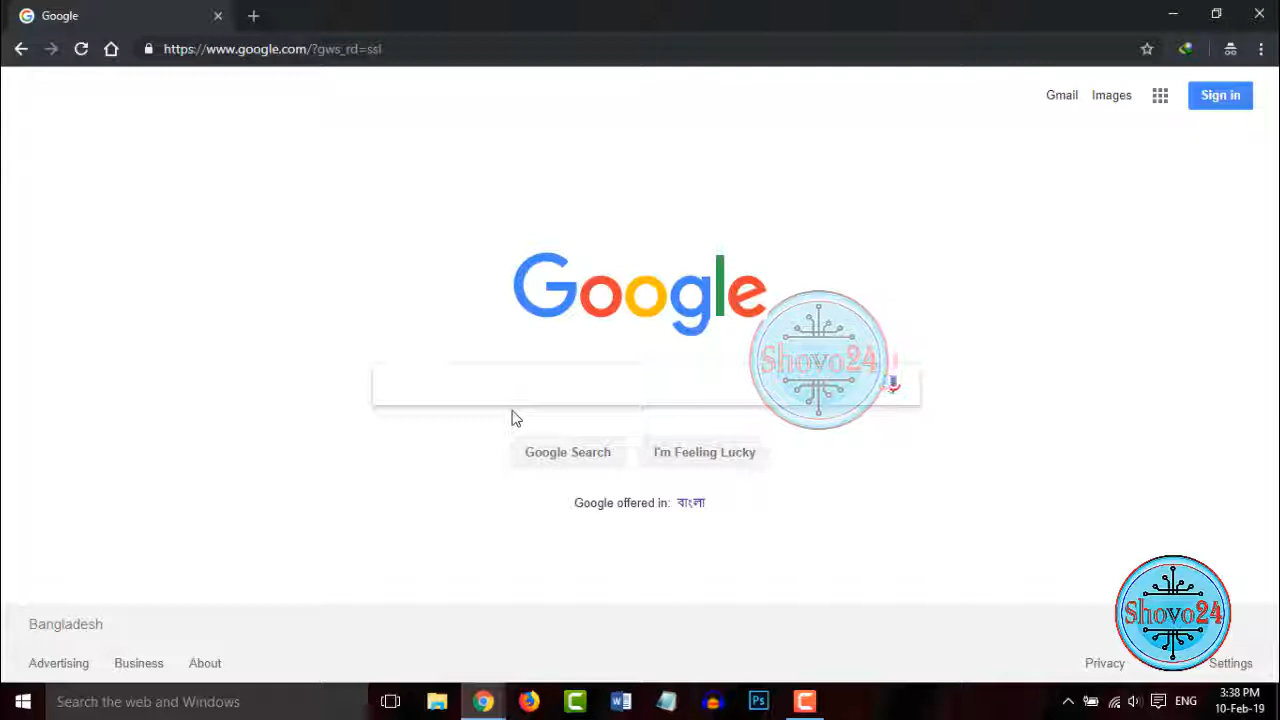 Google
https://www.google.com/?gws_rd=ssl
Gmail Images Sign in
Google
Shovo24
Google Search I'm Feeling Lucky
Google offered in: বাংলা
Bangladesh
Shovo24
Advertising Business About Privacy Settings
Search the web and Windows
W
Ps
ENG
3:38 PM
10-Feb-19